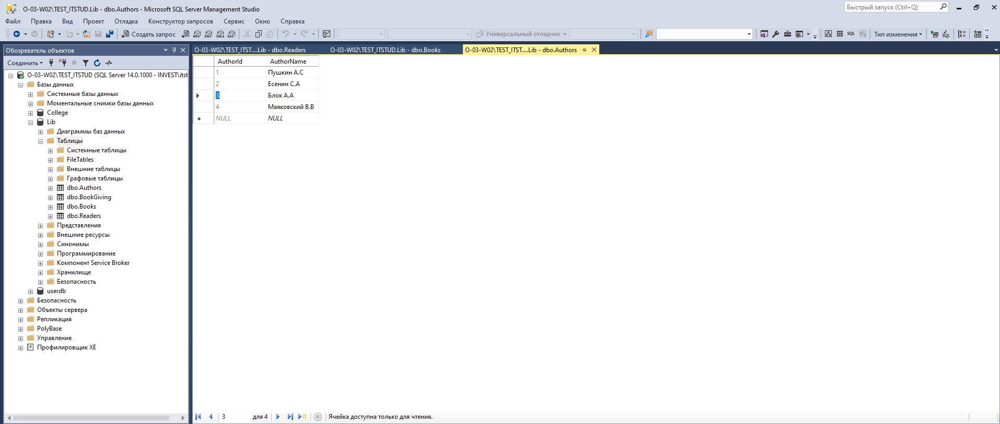 O-03-W02\TEST_ITSTUD.Lib - dbo.Authors - Microsoft SQL Server Management Studio
Быстрый запуск (Ctrl+Q)
Файл Правка Вид Проект Отладка Конструктор запросов Сервис Окно Справка
Создать запрос MDX DMX XMLA DAX Универсальный отладчик SQL Тип изменения SQL
Обозреватель объектов
O-03-W02\TEST_ITST....Lib - dbo.Readers O-03-W02\TEST_ITSTUD.Lib - dbo.Books O-03-W02\TEST_ITST....Lib - dbo.Authors
Соединить
O-03-W02\TEST_ITSTUD (SQL Server 14.0.1000 - INVEST\itst
Базы данных
Системные базы данных
Моментальные снимки базы данных
College
Lib
Диаграммы баз данных
Таблицы
Системные таблицы
FileTables
Внешние таблицы
Графовые таблицы
dbo.Authors
dbo.BookGiving
dbo.Books
dbo.Readers
Представления
Внешние ресурсы
Синонимы
Программирование
Компонент Service Broker
Хранилище
Безопасность
userdb
Безопасность
Объекты сервера
Репликация
PolyBase
Управление
Профилировщик XE
AuthorId AuthorName
1 Пушкин А.С
2 Есенин С.А
3 Блок А.А
4 Маяковский В.В
NULL NULL
3 для 4 Ячейка доступна только для чтения.